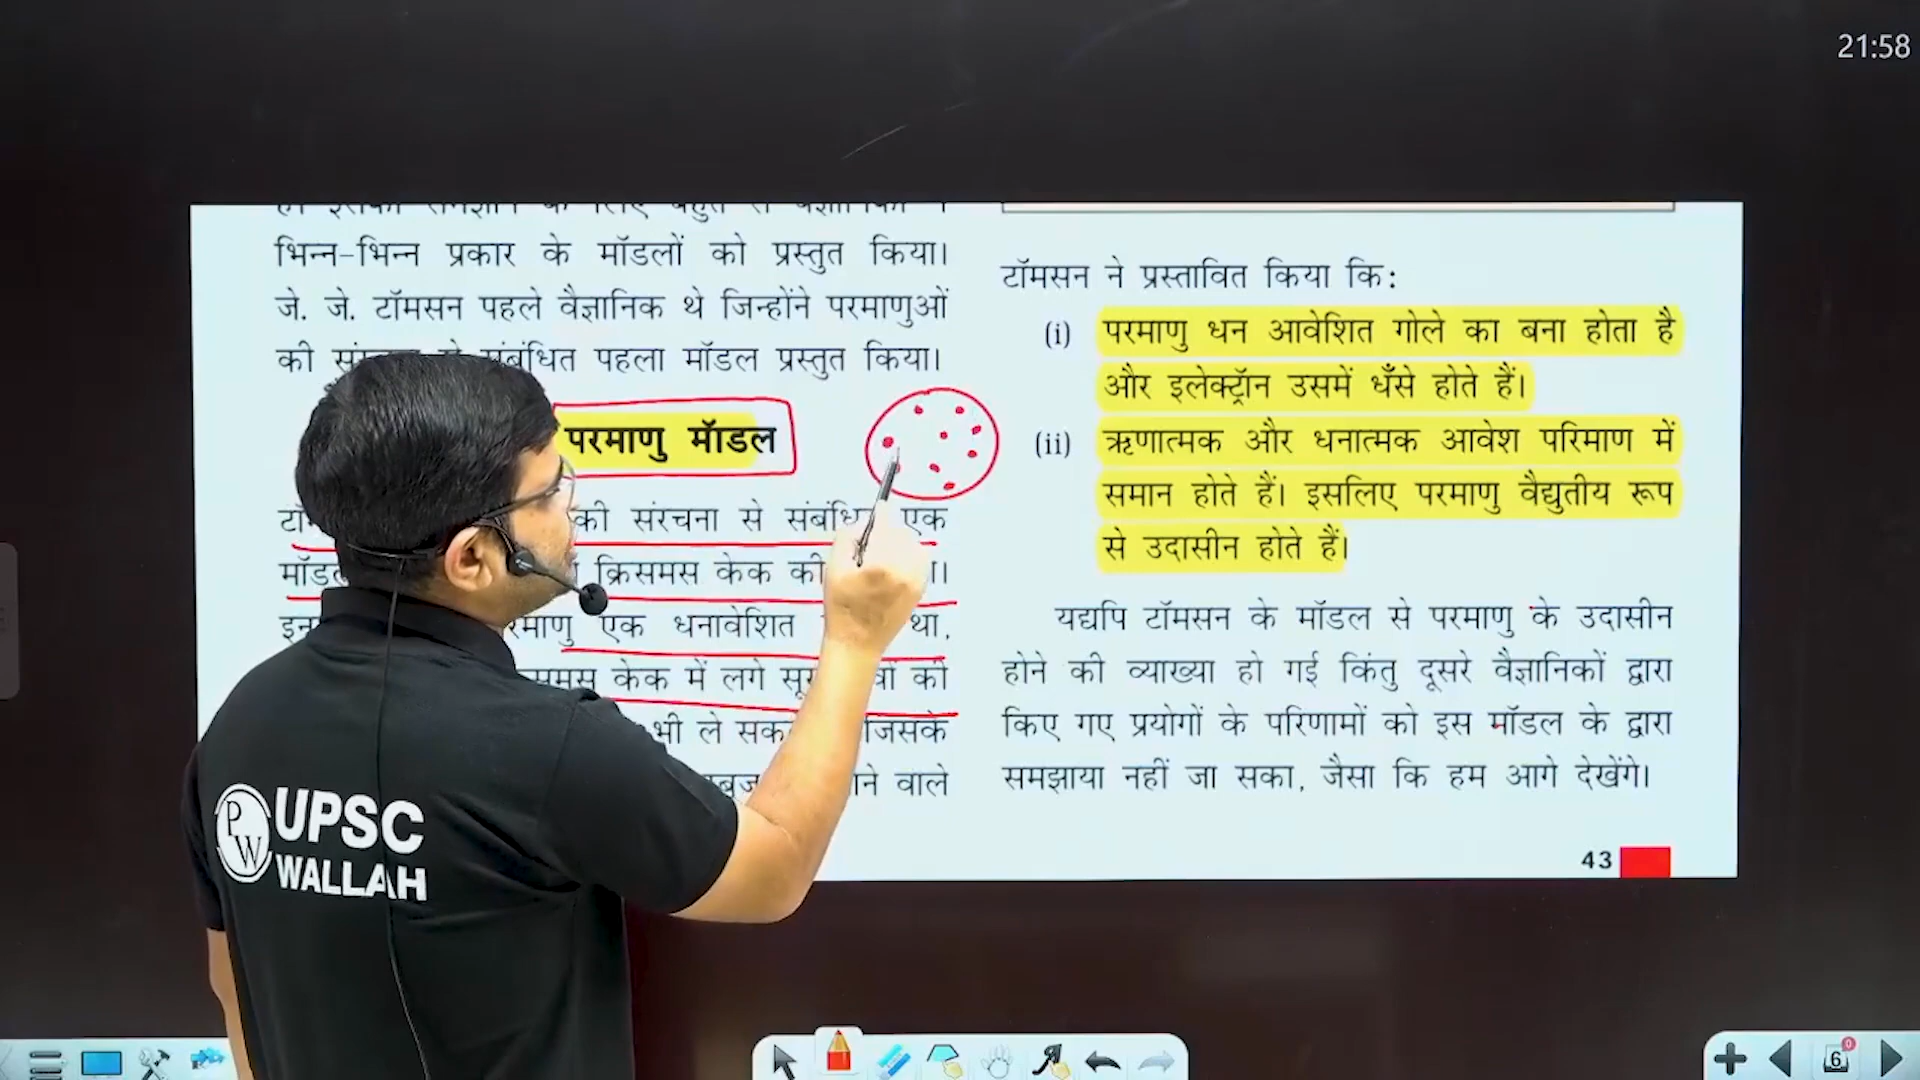 21:58
भिन्न-भिन्न प्रकार के मॉडलों को प्रस्तुत किया।
जे. जे. टॉमसन पहले वैज्ञानिक थे जिन्होंने परमाणुओं
की संबंधित पहला मॉडल प्रस्तुत किया।
परमाणु मॉडल
की संरचना से एक
क्रिसमस केक की
एक धनावेशित था,
केक में लगे की
भी ले जिसके
वाले
टॉमसन ने प्रस्तावित किया कि:
(i) परमाणु धन आवेशित गोले का बना होता है
और इलेक्ट्रॉन उसमें धँसे होते हैं।
(ii) ऋणात्मक और धनात्मक आवेश परिमाण में
समान होते हैं। इसलिए परमाणु वैद्युतीय रूप
से उदासीन होते हैं।
यद्यपि टॉमसन के मॉडल से परमाणु के उदासीन
होने की व्याख्या हो गई किंतु दूसरे वैज्ञानिकों द्वारा
किए गए प्रयोगों के परिणामों को इस मॉडल के द्वारा
समझाया नहीं जा सका, जैसा कि हम आगे देखेंगे।
43
PW
UPSC
WALLAH
6
0